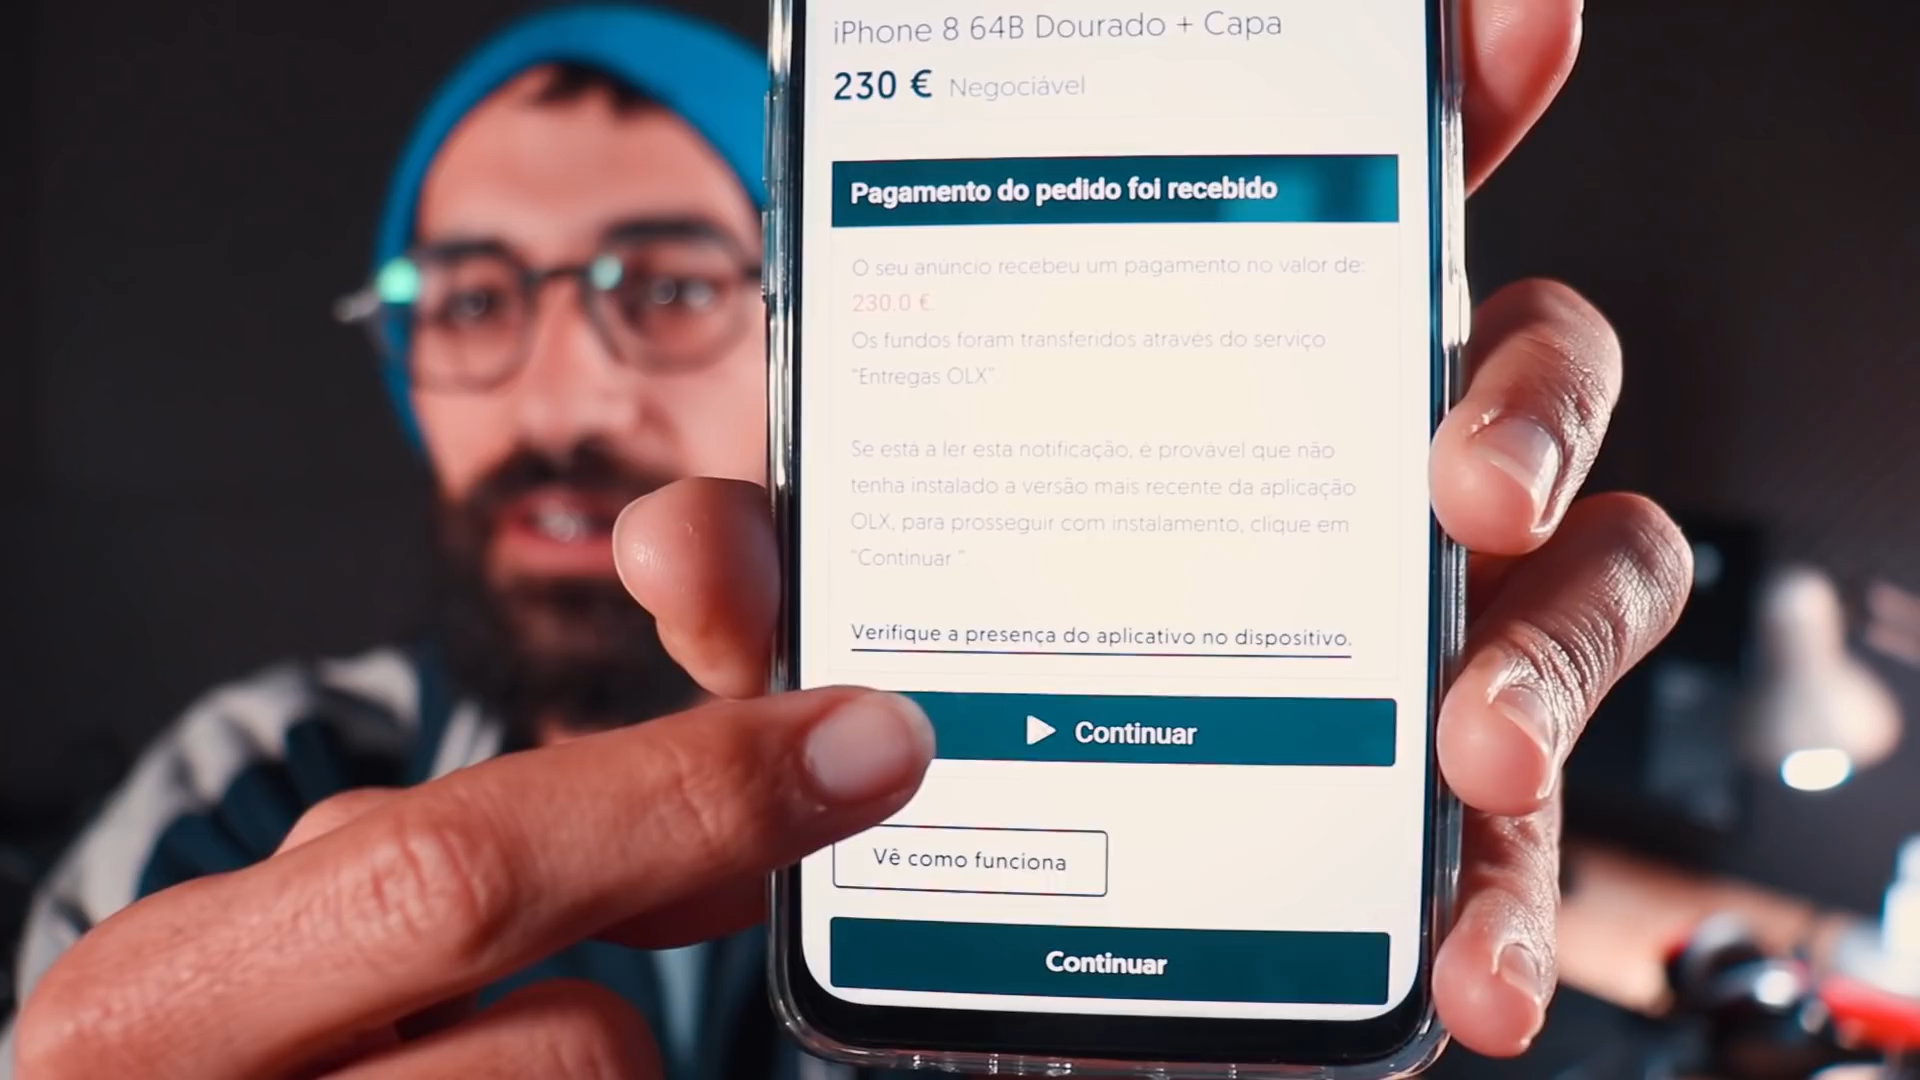 iPhone 8 64B Dourado + Capa
230 € Negociável
Pagamento do pedido foi recebido
O seu anúncio recebeu um pagamento no valor de:
230.0 €.
Os fundos foram transferidos através do serviço
"Entregas OLX".
Se está a ler esta notificação, é provável que não
tenha instalado a versão mais recente da aplicação
OLX, para prosseguir com instalamento, clique em
"Continuar ".
Verifique a presença do aplicativo no dispositivo.
Continuar
Vê como funciona
Continuar